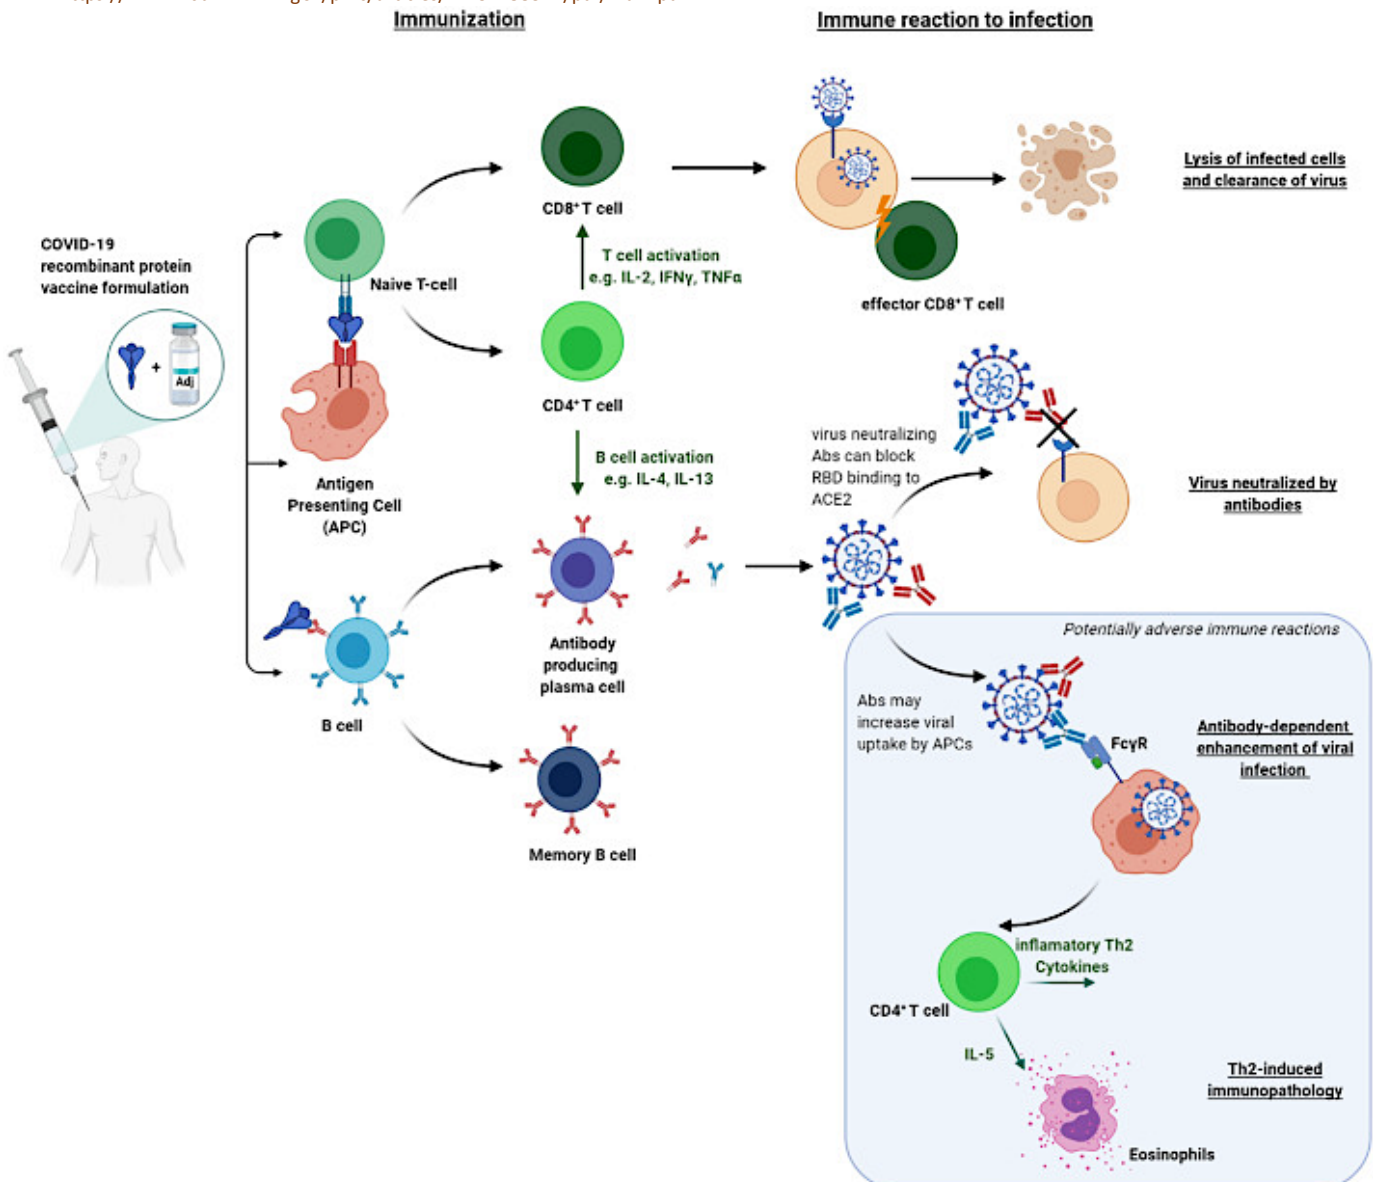 Immunization
Immune reaction to infection
COVID-19
recombinant protein
vaccine formulation
+
Adj
Naive T-cell
Antigen
Presenting Cell
(APC)
B cell
CD8⁺ T cell
T cell activation
e.g. IL-2, IFNγ, TNFα
CD4⁺ T cell
B cell activation
e.g. IL-4, IL-13
Antibody
producing
plasma cell
Memory B cell
effector CD8⁺ T cell
Lysis of infected cells
and clearance of virus
virus neutralizing
Abs can block
RBD binding to
ACE2
Virus neutralized by
antibodies
Potentially adverse immune reactions
Abs may
increase viral
uptake by APCs
FcγR
Antibody-dependent
enhancement of viral
infection
inflamatory Th2
Cytokines
CD4⁺ T cell
IL-5
Th2-induced
immunopathology
Eosinophils